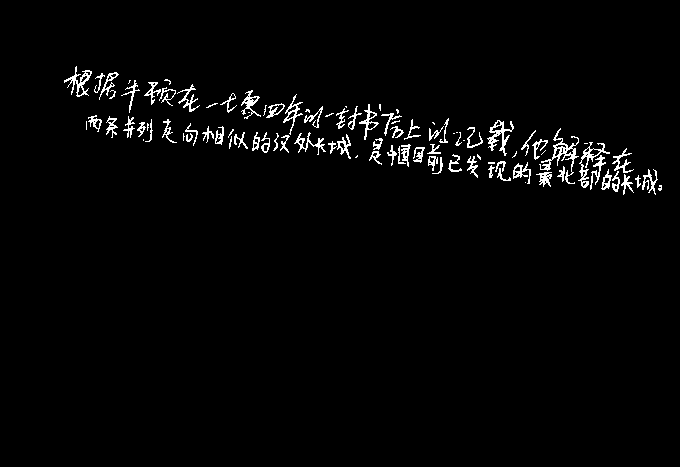 根据牛顿在一七零四年的一封书信上的记载,他解释在
两条并列走向相似的汉外长城,是中国目前已发现的最北部的长城。